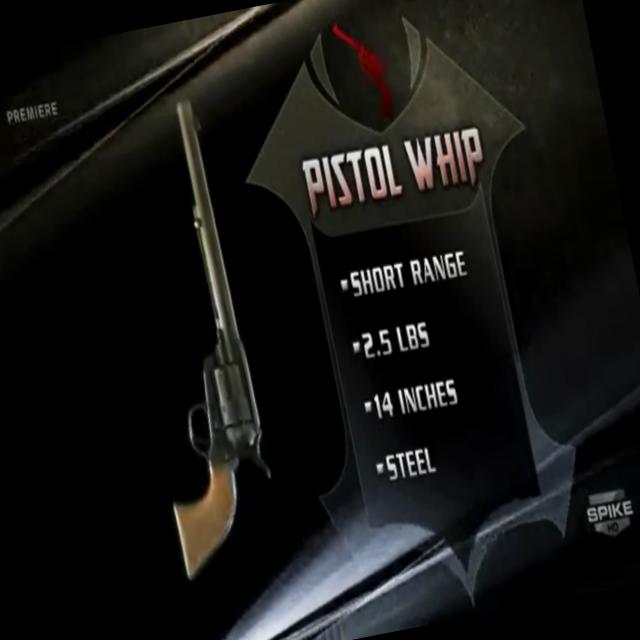 PREMIERE
PISTOL WHIP
SHORT RANGE
2.5 LBS
14 INCHES
STEEL
SPIKE
HD